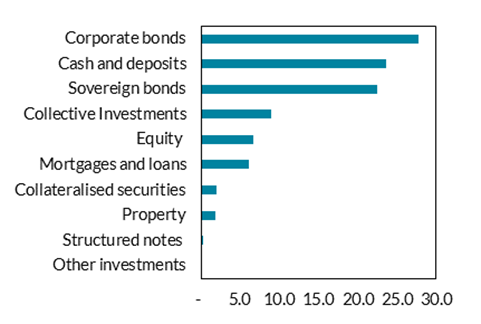 Corporate bonds
Cash and deposits
Sovereign bonds
Collective Investments
Equity
Mortgages and loans
Collateralised securities
Property
Structured notes
Other investments
- 5.0 10.0 15.0 20.0 25.0 30.0